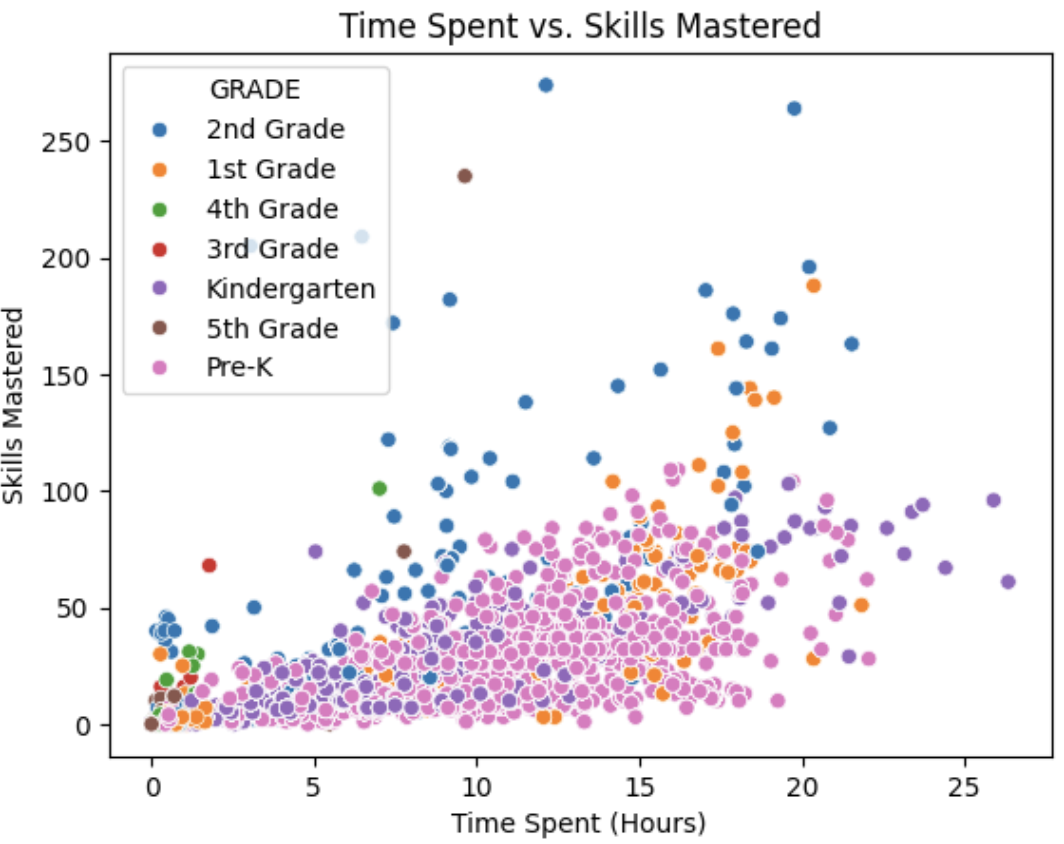 Time Spent vs. Skills Mastered
GRADE
2nd Grade
1st Grade
4th Grade
3rd Grade
Kindergarten
5th Grade
Pre-K
Skills Mastered
250
200
150
100
50
0
0 5 10 15 20 25
Time Spent (Hours)